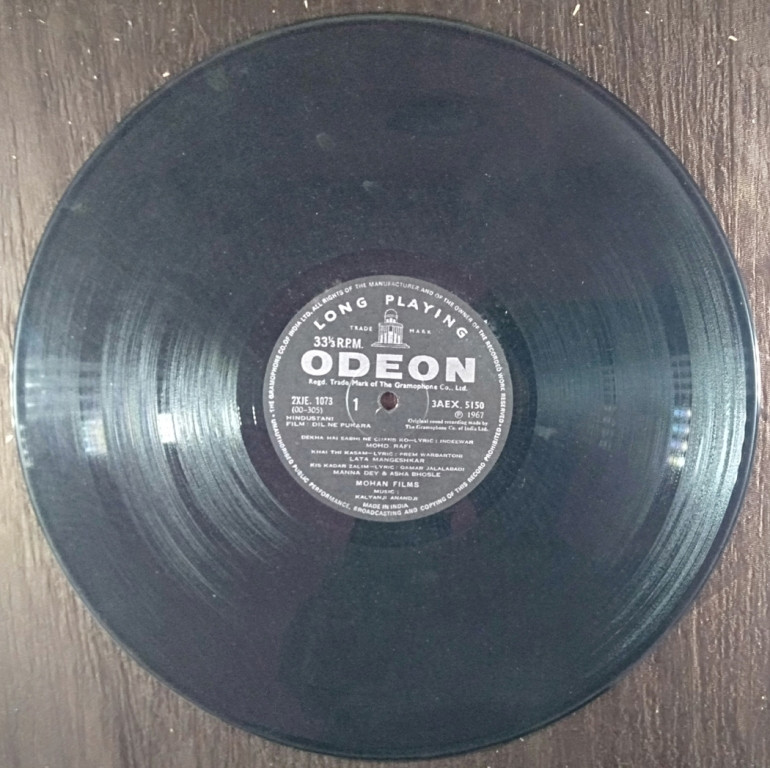 UNAUTHORISED PUBLIC PERFORMANCE, BROADCASTING AND COPYING OF THIS RECORD PROHIBITED • THE GRAMOPHONE CO. OF INDIA LTD. ALL RIGHTS OF THE MANUFACTURER AND OF THE OWNER OF THE RECORDED WORK RESERVED •
LONG PLAYING
TRADE MARK
33⅓ R.P.M.
ODEON
Regd. Trade Mark of The Gramophone Co., Ltd.
2XJE. 1073 1 3AEX. 5150
(OO-305) ℗ 1967
HINDUSTANI Original sound recording made by
FILM: DIL NE PUKARA The Gramophone Co. of India Ltd.
DEKHA HAI SABHI NE CHAND KO—LYRIC: INDEEWAR
MOHD. RAFI
KHAI THI KASAM—LYRIC: PREM WARBARTONI
LATA MANGESHKAR
KIS KADAR ZALIM—LYRIC: QAMAR JALALABADI
MANNA DEY & ASHA BHOSLE
MOHAN FILMS
MUSIC:
KALYANJI ANANDJI
MADE IN INDIA